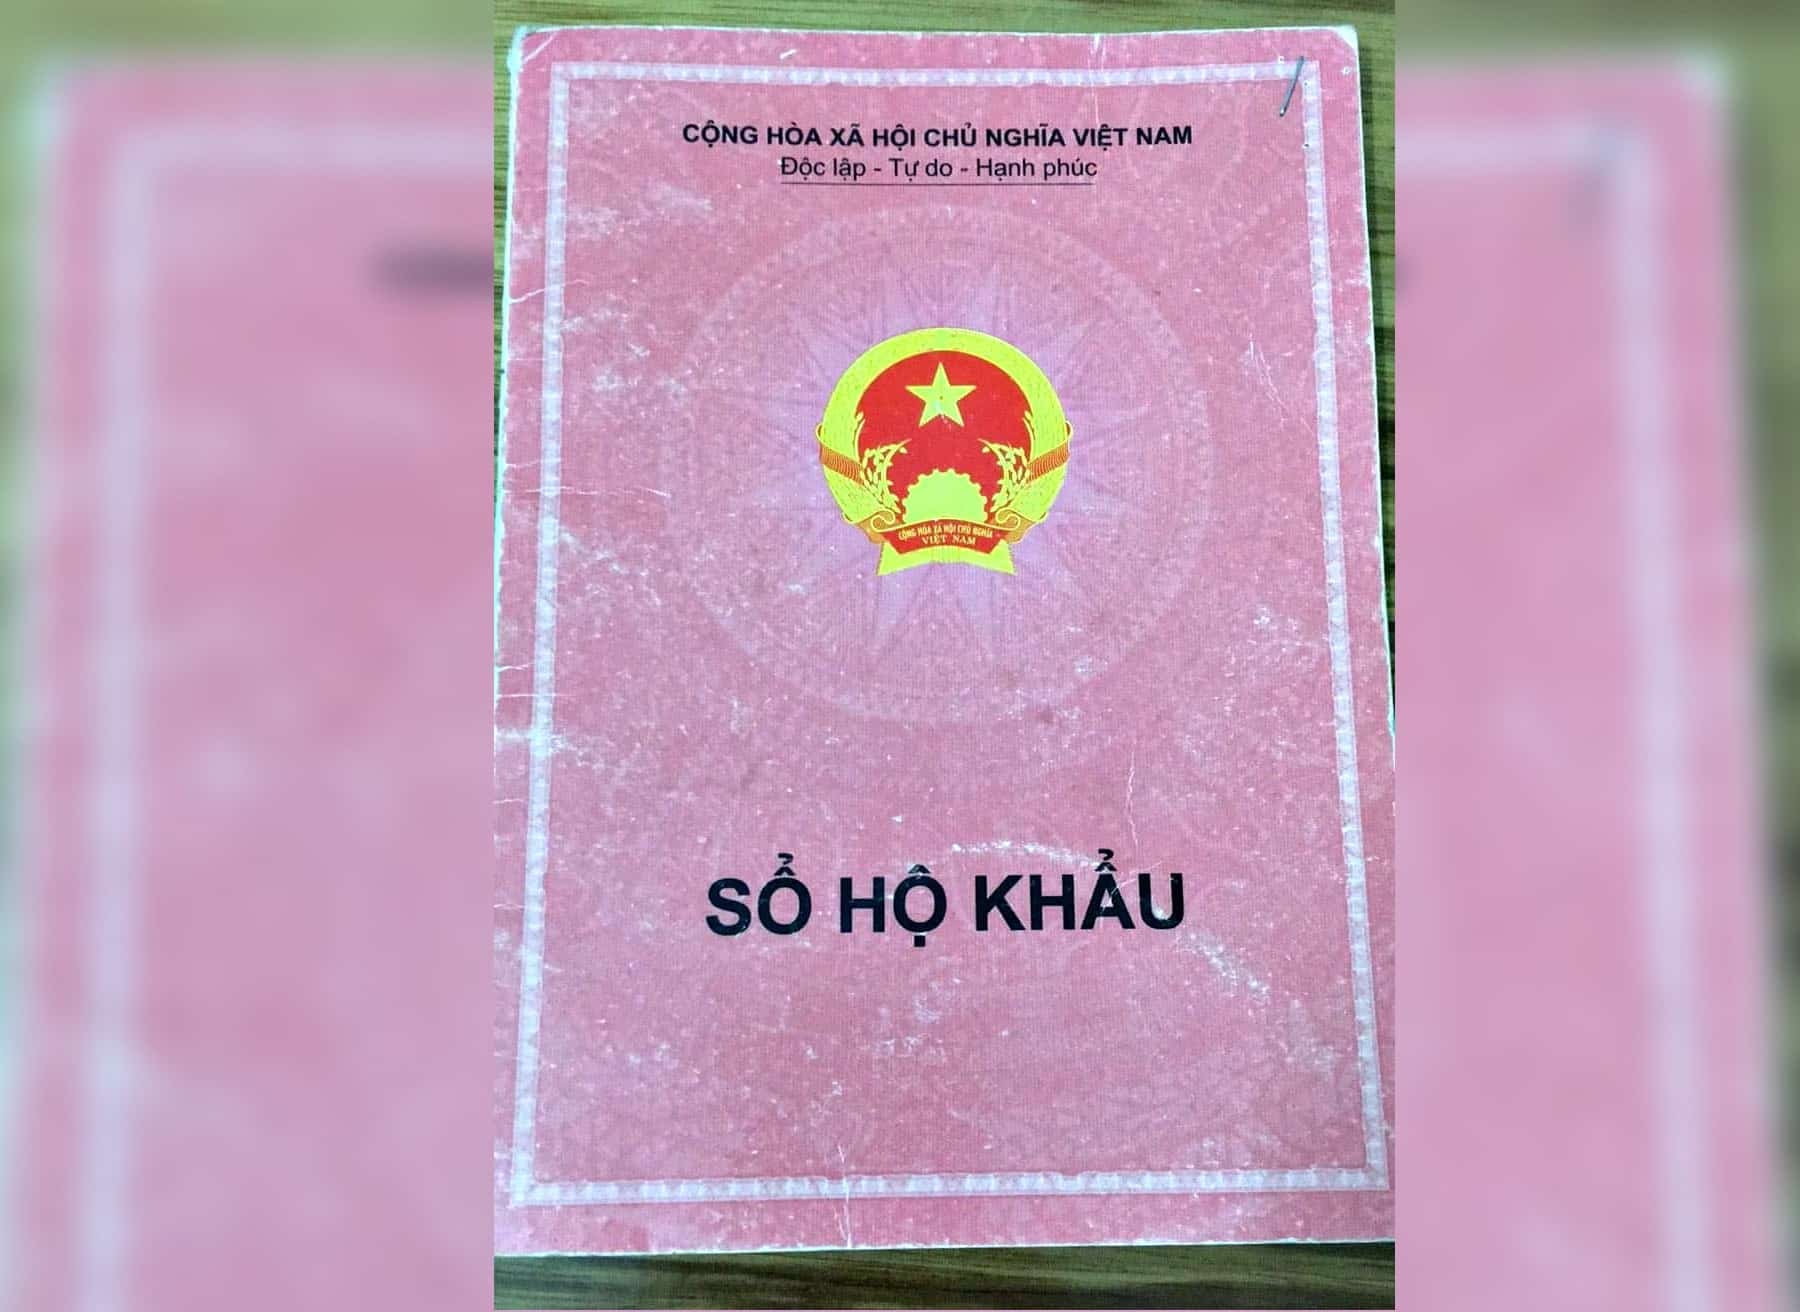 CỘNG HÒA XÃ HỘI CHỦ NGHĨA VIỆT NAM
Độc lập - Tự do - Hạnh phúc
CỘNG HÒA XÃ HỘI CHỦ NGHĨA
VIỆT NAM
SỔ HỘ KHẨU